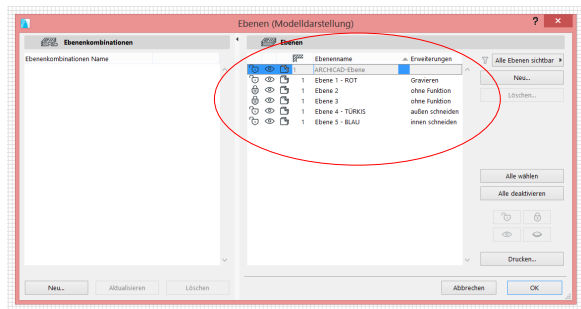 Ebenen (Modelldarstellung)
? ×
Ebenenkombinationen
Ebenenkombinationen Name
Ebenen
Ebenenname Erweiterungen
1 ARCHICAD-Ebene
1 Ebene 1 - ROT Gravieren
1 Ebene 2 ohne Funktion
1 Ebene 3 ohne Funktion
1 Ebene 4 - TÜRKIS außen schneiden
1 Ebene 5 - BLAU innen schneiden
Alle Ebenen sichtbar
Neu...
Löschen...
Alle wählen
Alle deaktivieren
Drucken...
Neu... Aktualisieren Löschen
Abbrechen OK